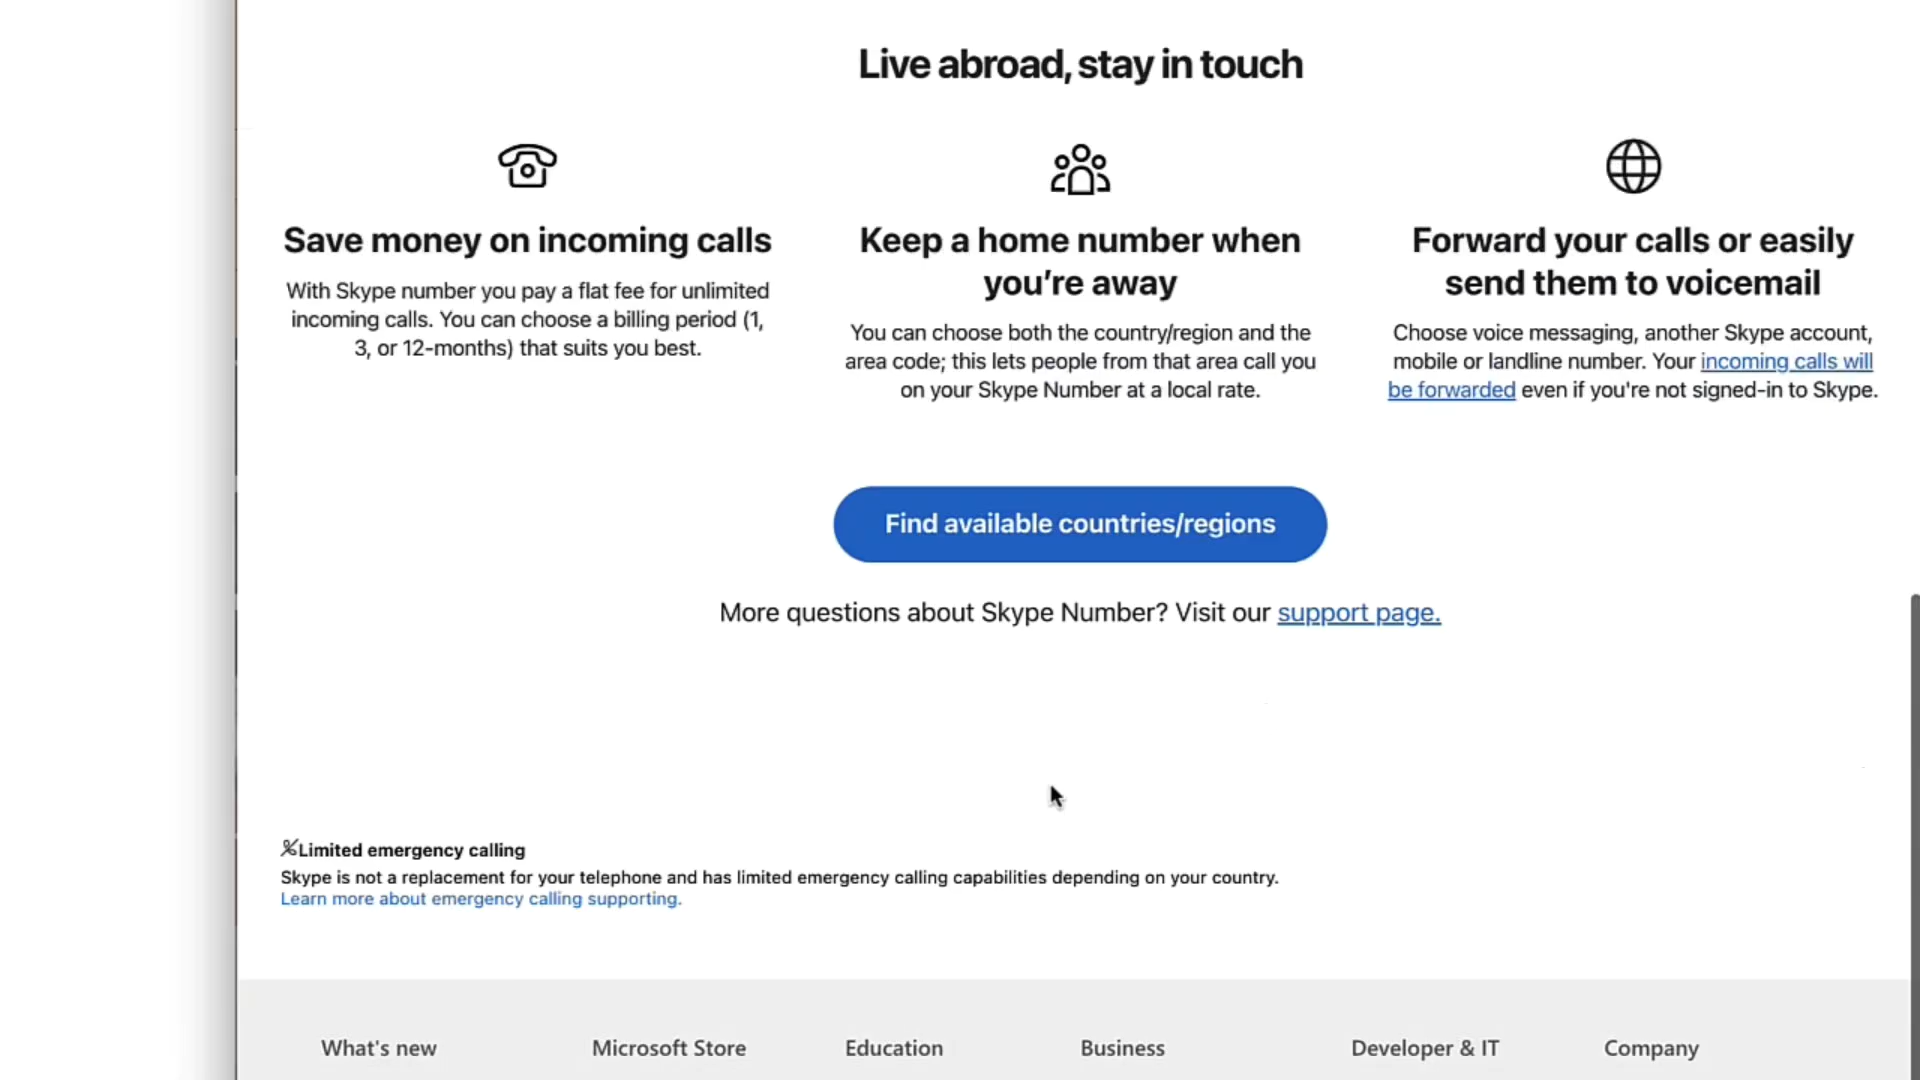 Live abroad, stay in touch
Save money on incoming calls
With Skype number you pay a flat fee for unlimited
incoming calls. You can choose a billing period (1,
3, or 12-months) that suits you best.
Keep a home number when
you’re away
You can choose both the country/region and the
area code; this lets people from that area call you
on your Skype Number at a local rate.
Forward your calls or easily
send them to voicemail
Choose voice messaging, another Skype account,
mobile or landline number. Your incoming calls will
be forwarded even if you're not signed-in to Skype.
Find available countries/regions
More questions about Skype Number? Visit our support page.
Limited emergency calling
Skype is not a replacement for your telephone and has limited emergency calling capabilities depending on your country.
Learn more about emergency calling supporting.
What's new
Microsoft Store
Education
Business
Developer & IT
Company